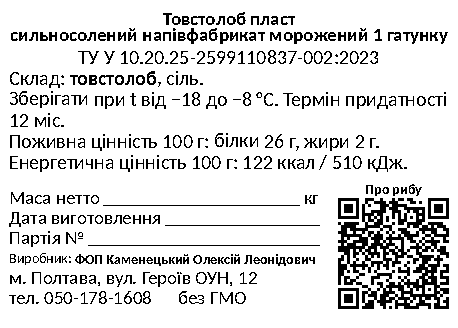 Товстолоб пласт
сильносолений напівфабрикат морожений 1 гатунку
ТУ У 10.20.25-2599110837-002:2023
Склад: товстолоб, сіль.
Зберігати при t від −18 до −8 °C. Термін придатності
12 міс.
Поживна цінність 100 г: білки 26 г, жири 2 г.
Енергетична цінність 100 г: 122 ккал / 510 кДж.
Маса нетто ____________________ кг
Дата виготовлення ________________
Партія № ________________________
Виробник: ФОП Каменецький Олексій Леонідович
м. Полтава, вул. Героїв ОУН, 12
тел. 050-178-1608 без ГМО
Про рибу